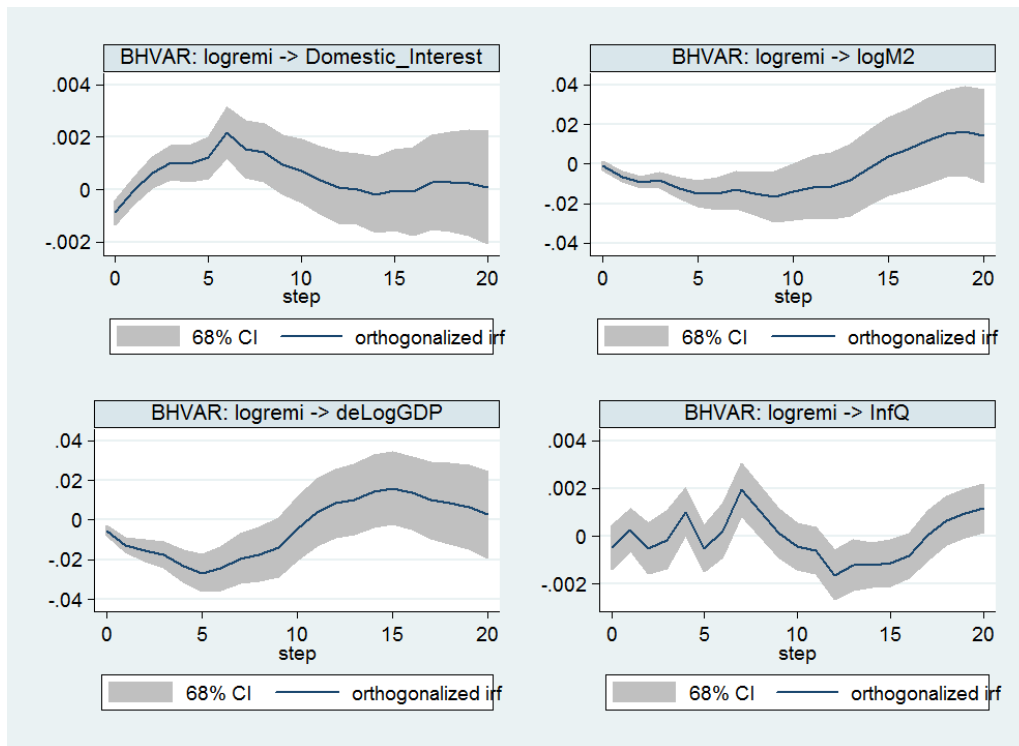 BHVAR: logremi -> Domestic_Interest
.004
.002
0
-.002
0 5 10 15 20
step
68% CI orthogonalized irf
BHVAR: logremi -> logM2
.04
.02
0
-.02
-.04
0 5 10 15 20
step
68% CI orthogonalized irf
BHVAR: logremi -> deLogGDP
.04
.02
0
-.02
-.04
0 5 10 15 20
step
68% CI orthogonalized irf
BHVAR: logremi -> InfQ
.004
.002
0
-.002
0 5 10 15 20
step
68% CI orthogonalized irf